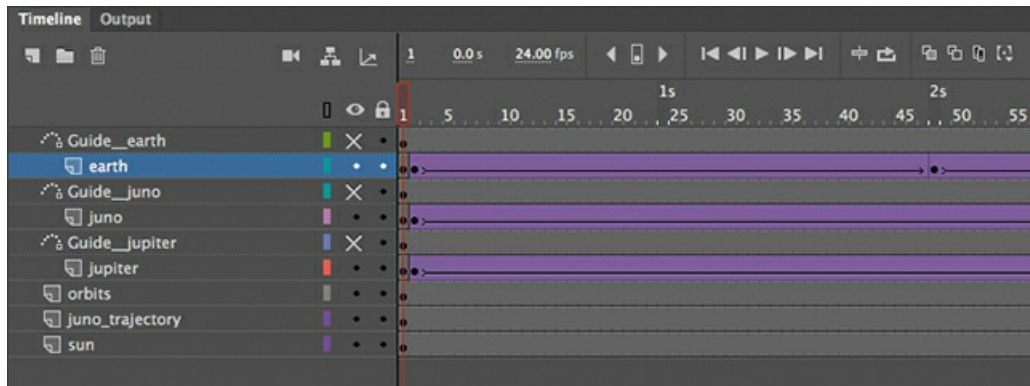 Timeline Output
1 0.0 s 24.00 fps
1s 2s
1 5 10 15 20 25 30 35 40 45 50 55
Guide__earth
earth
Guide__juno
juno
Guide__jupiter
jupiter
orbits
juno_trajectory
sun